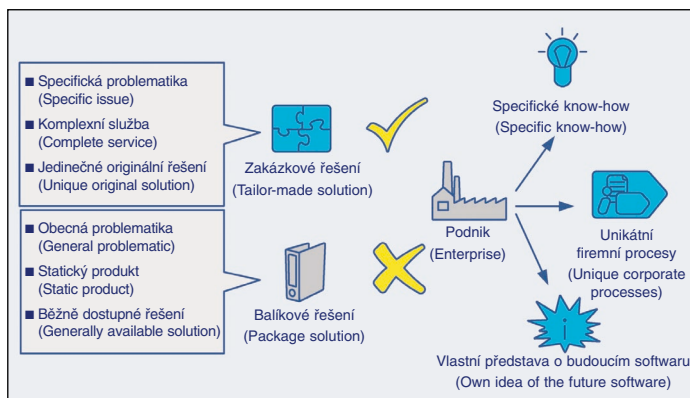 ■ Specifická problematika
(Specific issue)
■ Komplexní služba
(Complete service)
■ Jedinečné originální řešení
(Unique original solution)
Zakázkové řešení
(Tailor-made solution)
■ Obecná problematika
(General problematic)
■ Statický produkt
(Static product)
■ Běžně dostupné řešení
(Generally available solution)
Balíkové řešení
(Package solution)
Podnik
(Enterprise)
Specifické know-how
(Specific know-how)
Unikátní
firemní procesy
(Unique corporate
processes)
i
Vlastní představa o budoucím softwaru
(Own idea of the future software)